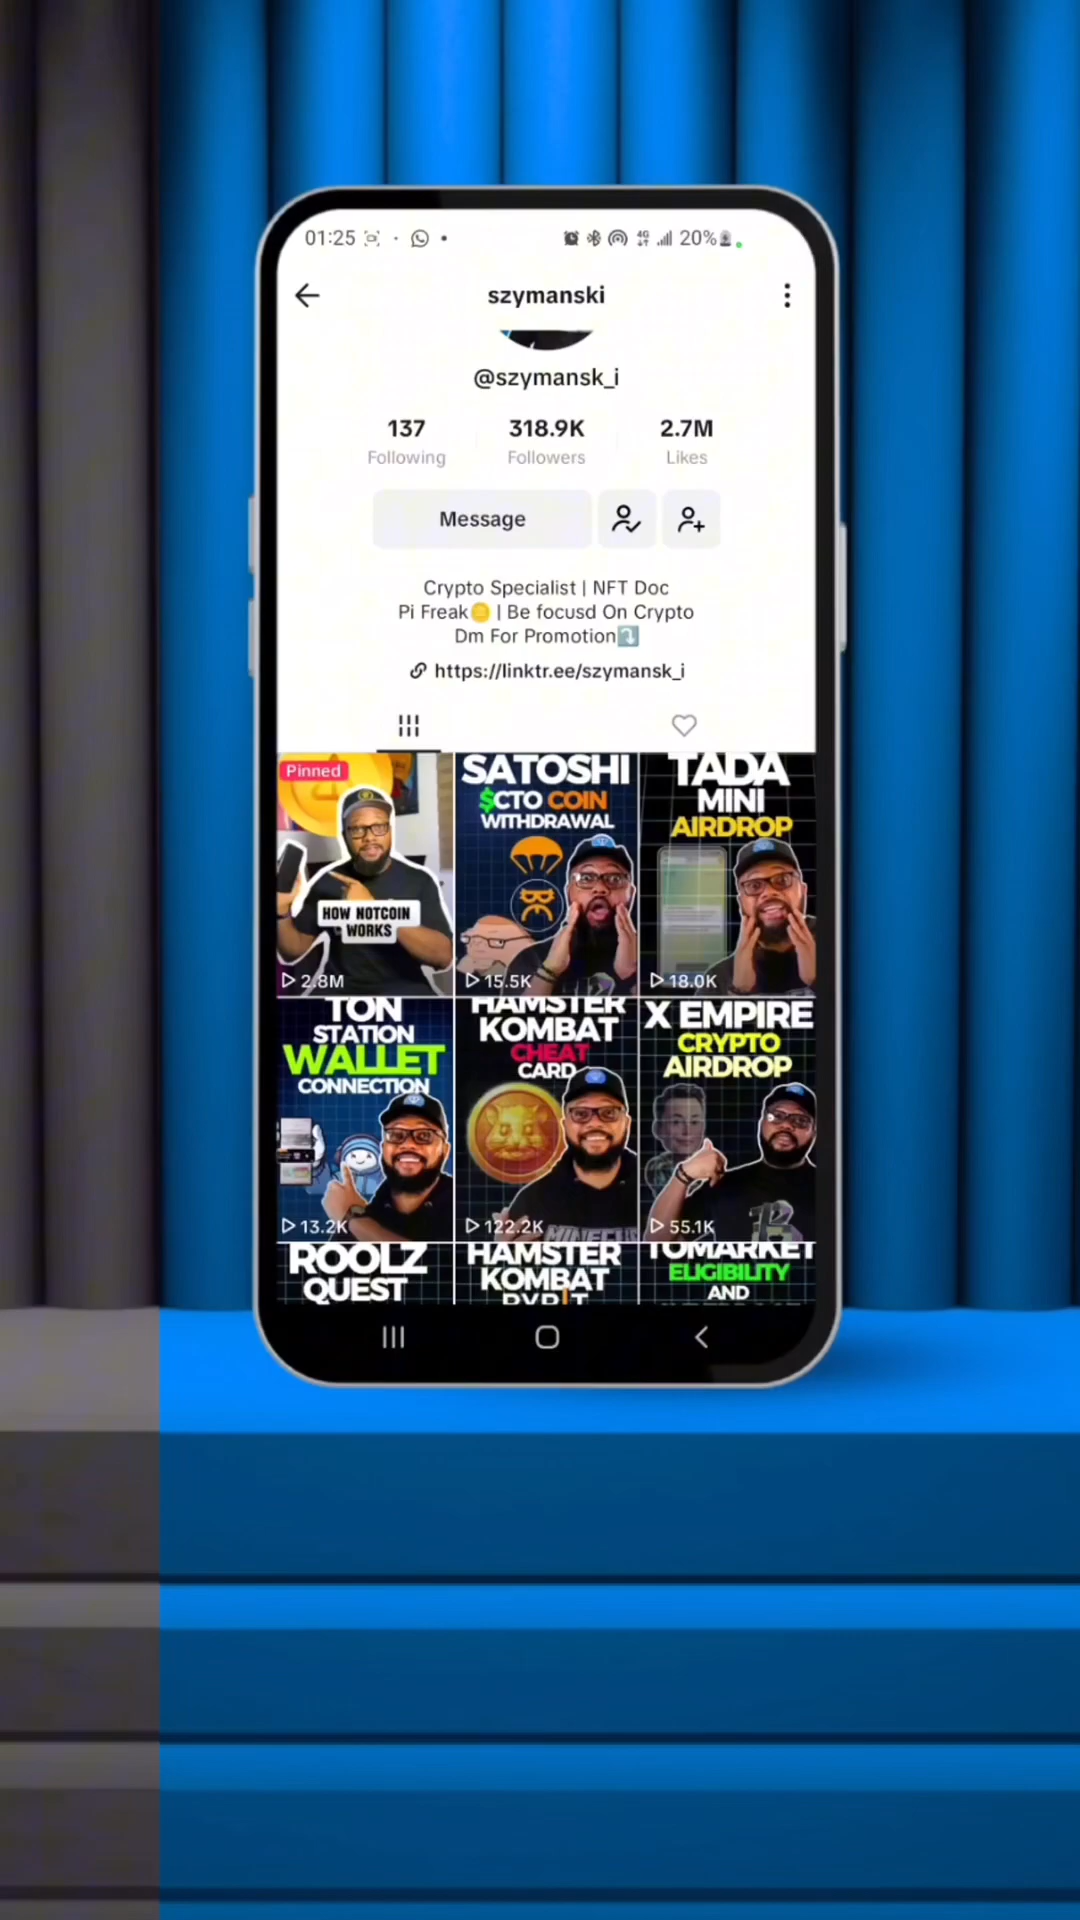 01:25
4G
20%
szymanski
@szymansk_i
137
318.9K
2.7M
Following
Followers
Likes
Message
Crypto Specialist | NFT Doc
Pi Freak🪙 | Be focusd On Crypto
Dm For Promotion⤵️
https://linktr.ee/szymansk_i
Pinned
HOW NOTCOIN
WORKS
2.8M
SATOSHI
$CTO COIN
WITHDRAWAL
15.5K
TADA
MINI
AIRDROP
18.0K
TON
STATION
WALLET
CONNECTION
13.2K
HAMSTER
KOMBAT
CHEAT
CARD
122.2K
X EMPIRE
CRYPTO
AIRDROP
55.1K
ROOLZ
QUEST
HAMSTER
KOMBAT
TOMARKET
ELIGIBILITY
AND